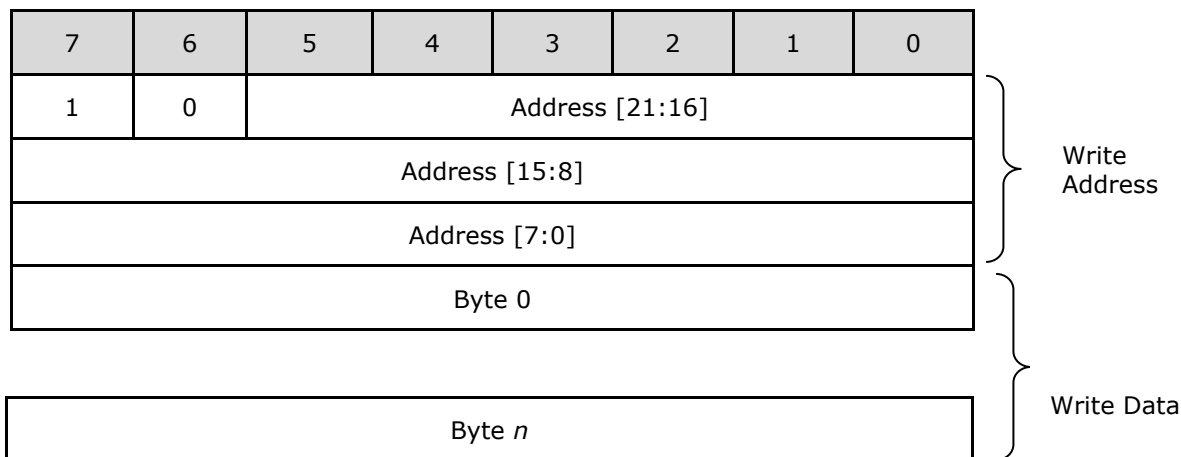 7 6 5 4 3 2 1 0
1 0 Address [21:16]
Address [15:8]
Write
Address
Address [7:0]
Byte 0
Write Data
Byte n